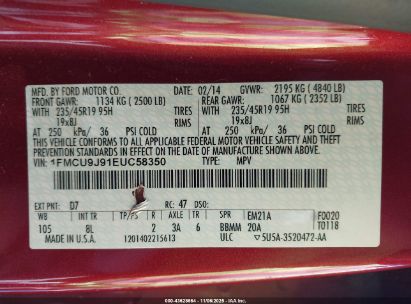 MFD. BY FORD MOTOR CO. DATE: 02/14 GVWR: 2195 KG ( 4840 LB)
FRONT GAWR: 1134 KG ( 2500 LB) REAR GAWR: 1067 KG ( 2352 LB)
235/45R19 95H WITH 235/45R19 95H WITH
19x8J TIRES 19x8J TIRES
RIMS RIMS
AT 250 kPa/ 36 PSI COLD AT 250 kPa/ 36 PSI COLD
THIS VEHICLE CONFORMS TO ALL APPLICABLE FEDERAL MOTOR VEHICLE SAFETY AND THEFT
PREVENTION STANDARDS IN EFFECT ON THE DATE OF MANUFACTURE SHOWN ABOVE.
VIN: 1FMCU9J91EUC58350 TYPE: MPV
EXT PNT: D7 RC: 47 DSO:
WB INT TR TP/PS R AXLE TR SPR EM21A F0020
105 8L 2 3A 6 BBMM 20A T0118
MADE IN U.S.A. 1201402215613 ULC 5U5A-3520472-AA